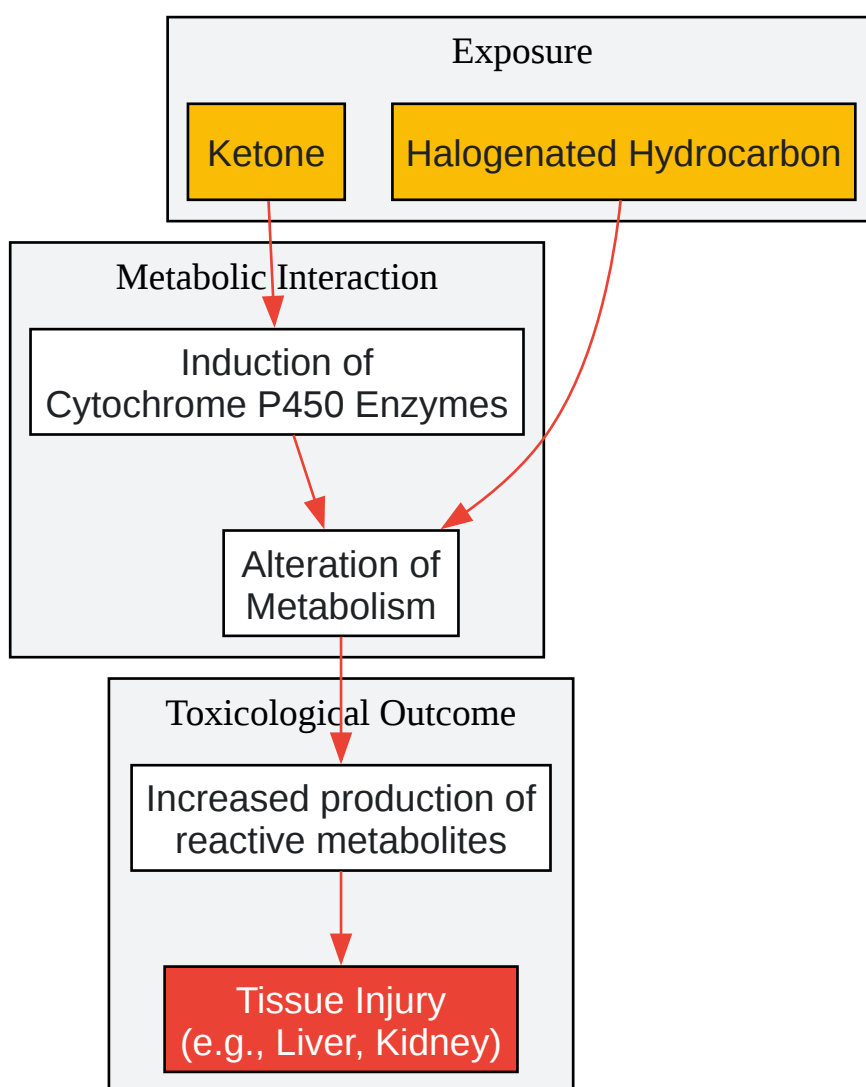 Exposure
Ketone
Halogenated Hydrocarbon
Metabolic Interaction
Induction of
Cytochrome P450 Enzymes
Alteration of
Metabolism
Toxicological Outcome
Increased production of
reactive metabolites
Tissue Injury
(e.g., Liver, Kidney)